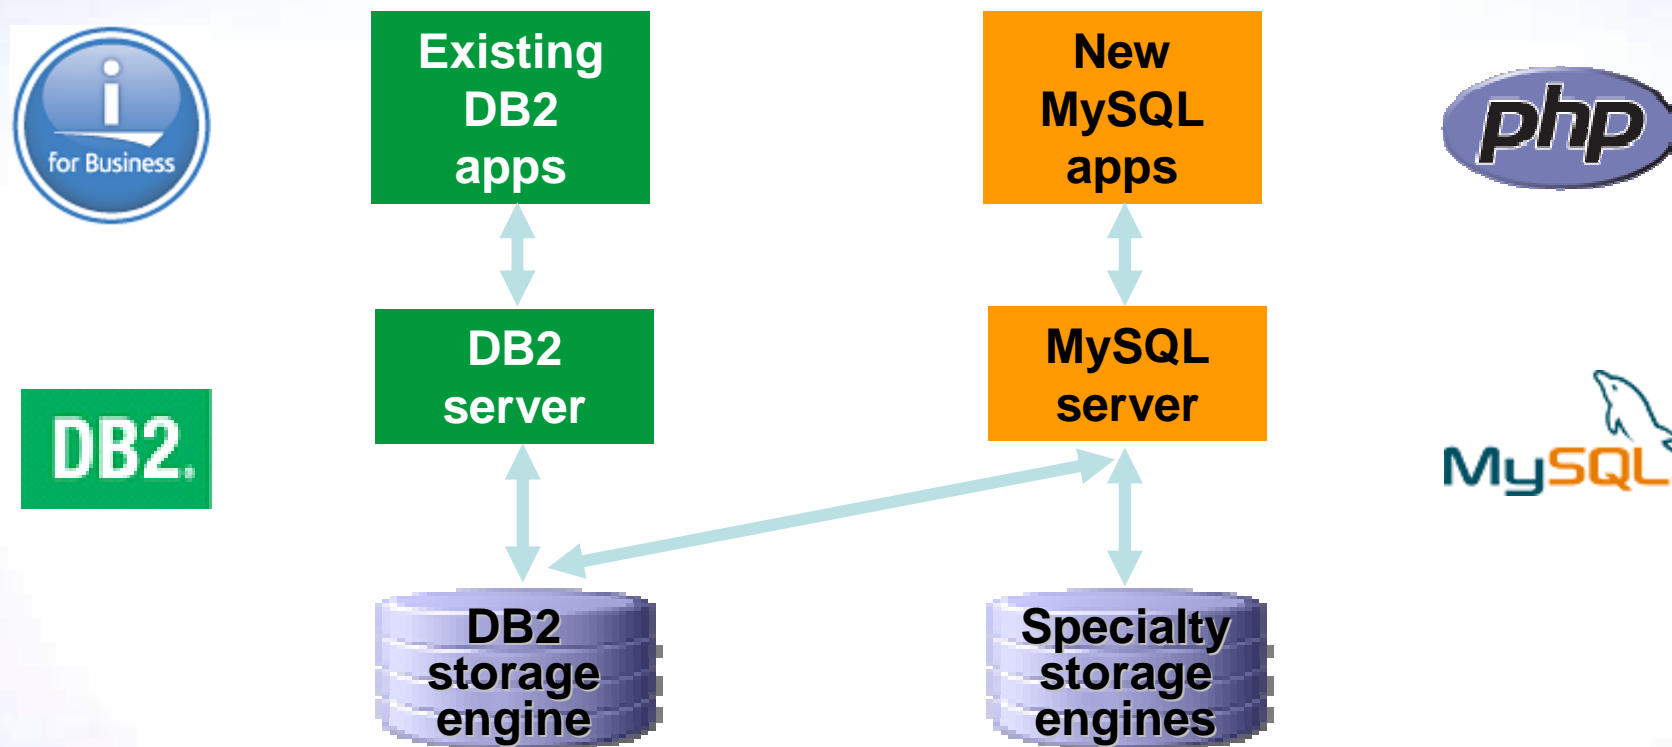 i
for Business
Existing
DB2
apps
New
MySQL
apps
php
DB2
server
MySQL
server
DB2.
MySQL
DB2
storage
engine
Specialty
storage
engines